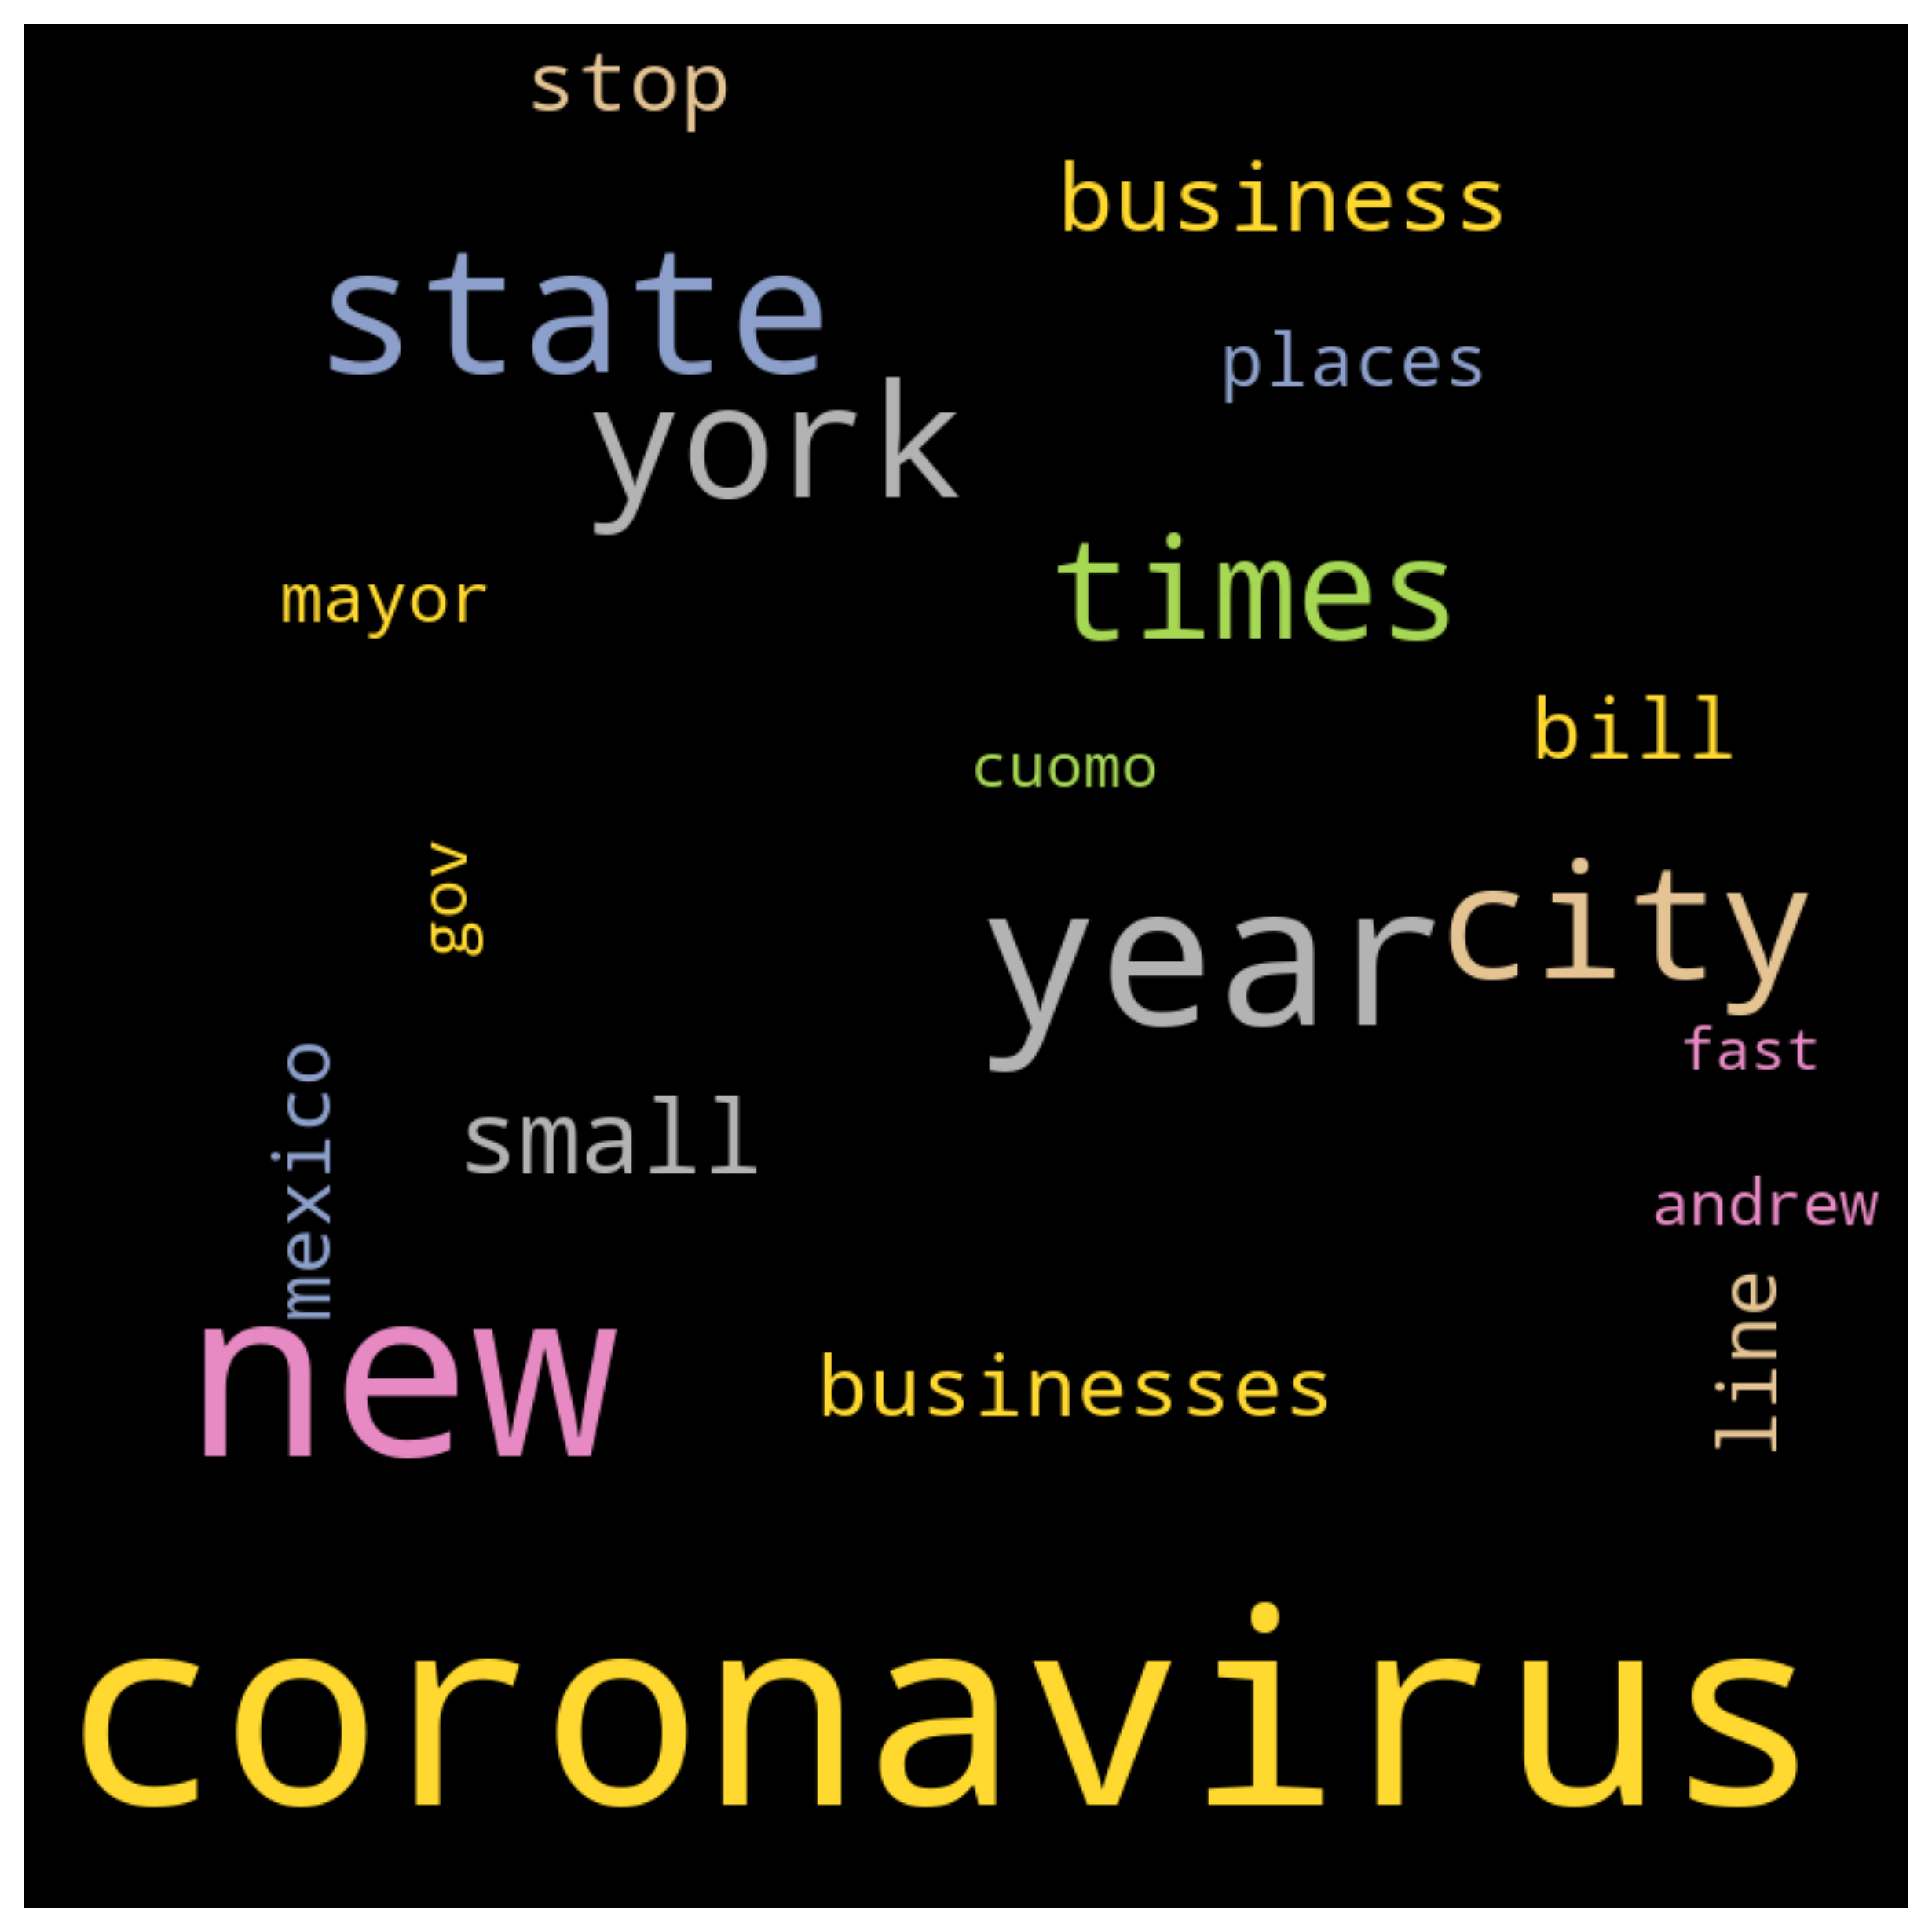 stop
business
state
places
york
times
mayor
bill
cuomo
gov
year
city
fast
mexico
small
andrew
line
new
businesses
coronavirus